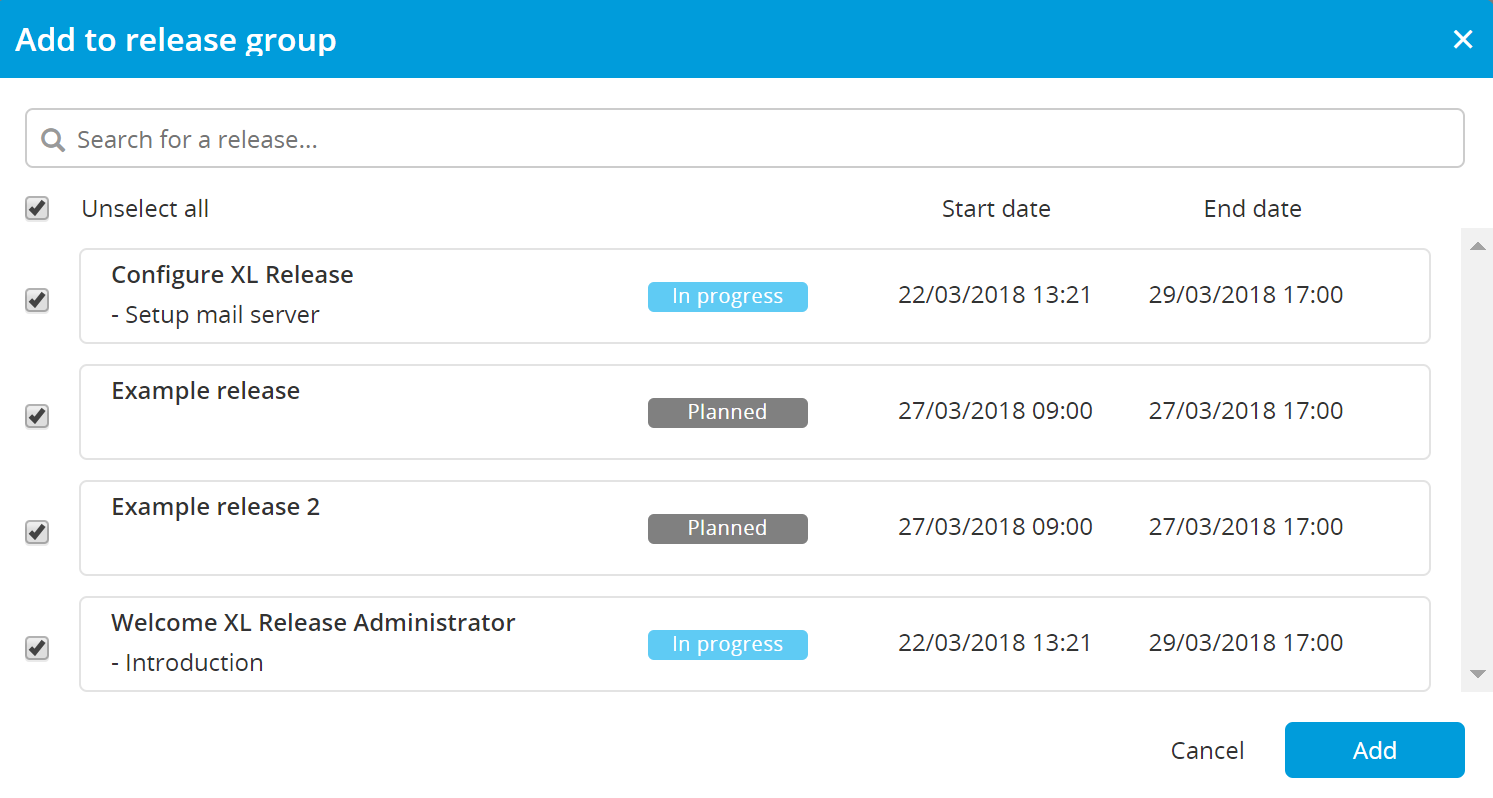 Add to release group
Search for a release...
Unselect all Start date End date
Configure XL Release
- Setup mail server
In progress 22/03/2018 13:21 29/03/2018 17:00
Example release
Planned 27/03/2018 09:00 27/03/2018 17:00
Example release 2
Planned 27/03/2018 09:00 27/03/2018 17:00
Welcome XL Release Administrator
- Introduction
In progress 22/03/2018 13:21 29/03/2018 17:00
Cancel Add